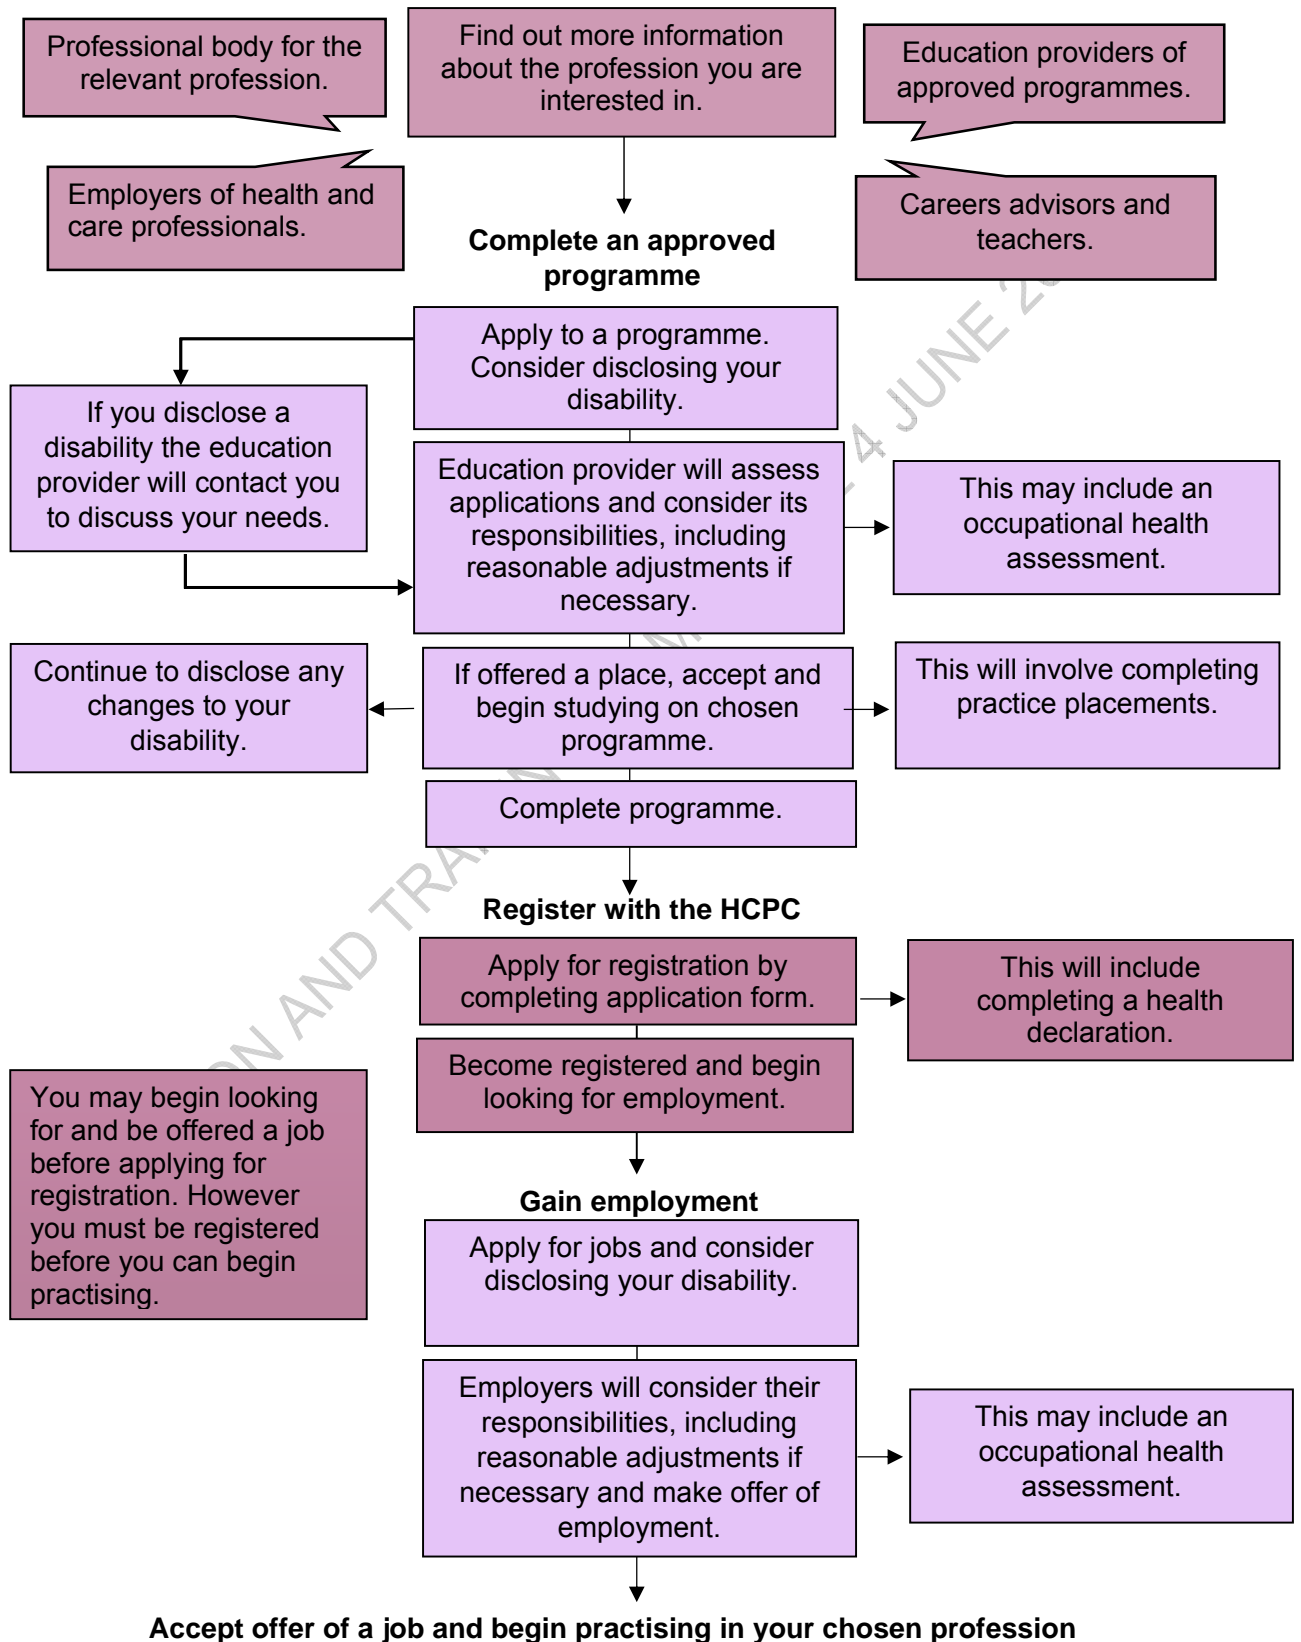 Professional body for the
relevant profession.
Find out more information
about the profession you are
interested in.
Education providers of
approved programmes.
Employers of health and
care professionals.
Careers advisors and
teachers.
Complete an approved
programme
Apply to a programme.
Consider disclosing your
disability.
If you disclose a
disability the education
provider will contact you
to discuss your needs.
Education provider will assess
applications and consider its
responsibilities, including
reasonable adjustments if
necessary.
This may include an
occupational health
assessment.
Continue to disclose any
changes to your
disability.
If offered a place, accept and
begin studying on chosen
programme.
This will involve completing
practice placements.
Complete programme.
Register with the HCPC
Apply for registration by
completing application form.
This will include
completing a health
declaration.
Become registered and begin
looking for employment.
You may begin looking
for and be offered a job
before applying for
registration. However
you must be registered
before you can begin
practising.
Gain employment
Apply for jobs and consider
disclosing your disability.
Employers will consider their
responsibilities, including
reasonable adjustments if
necessary and make offer of
employment.
This may include an
occupational health
assessment.
Accept offer of a job and begin practising in your chosen profession
AND
4 JUNE